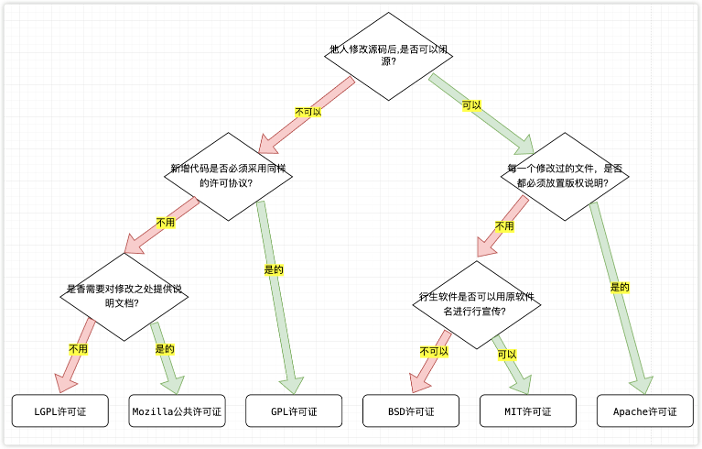 他人修改源码后,是否可以闭
源?
不可以
可以
新增代码是否必须采用同样
的许可协议?
每一个修改过的文件，是否
都必须放置版权说明?
不用
是的
不用
是的
是否需要对修改之处提供说
明文档?
衍生软件是否可以用原软件
名进行行宣传?
不用
是的
不可以
可以
LGPL许可证
Mozilla公共许可证
GPL许可证
BSD许可证
MIT许可证
Apache许可证